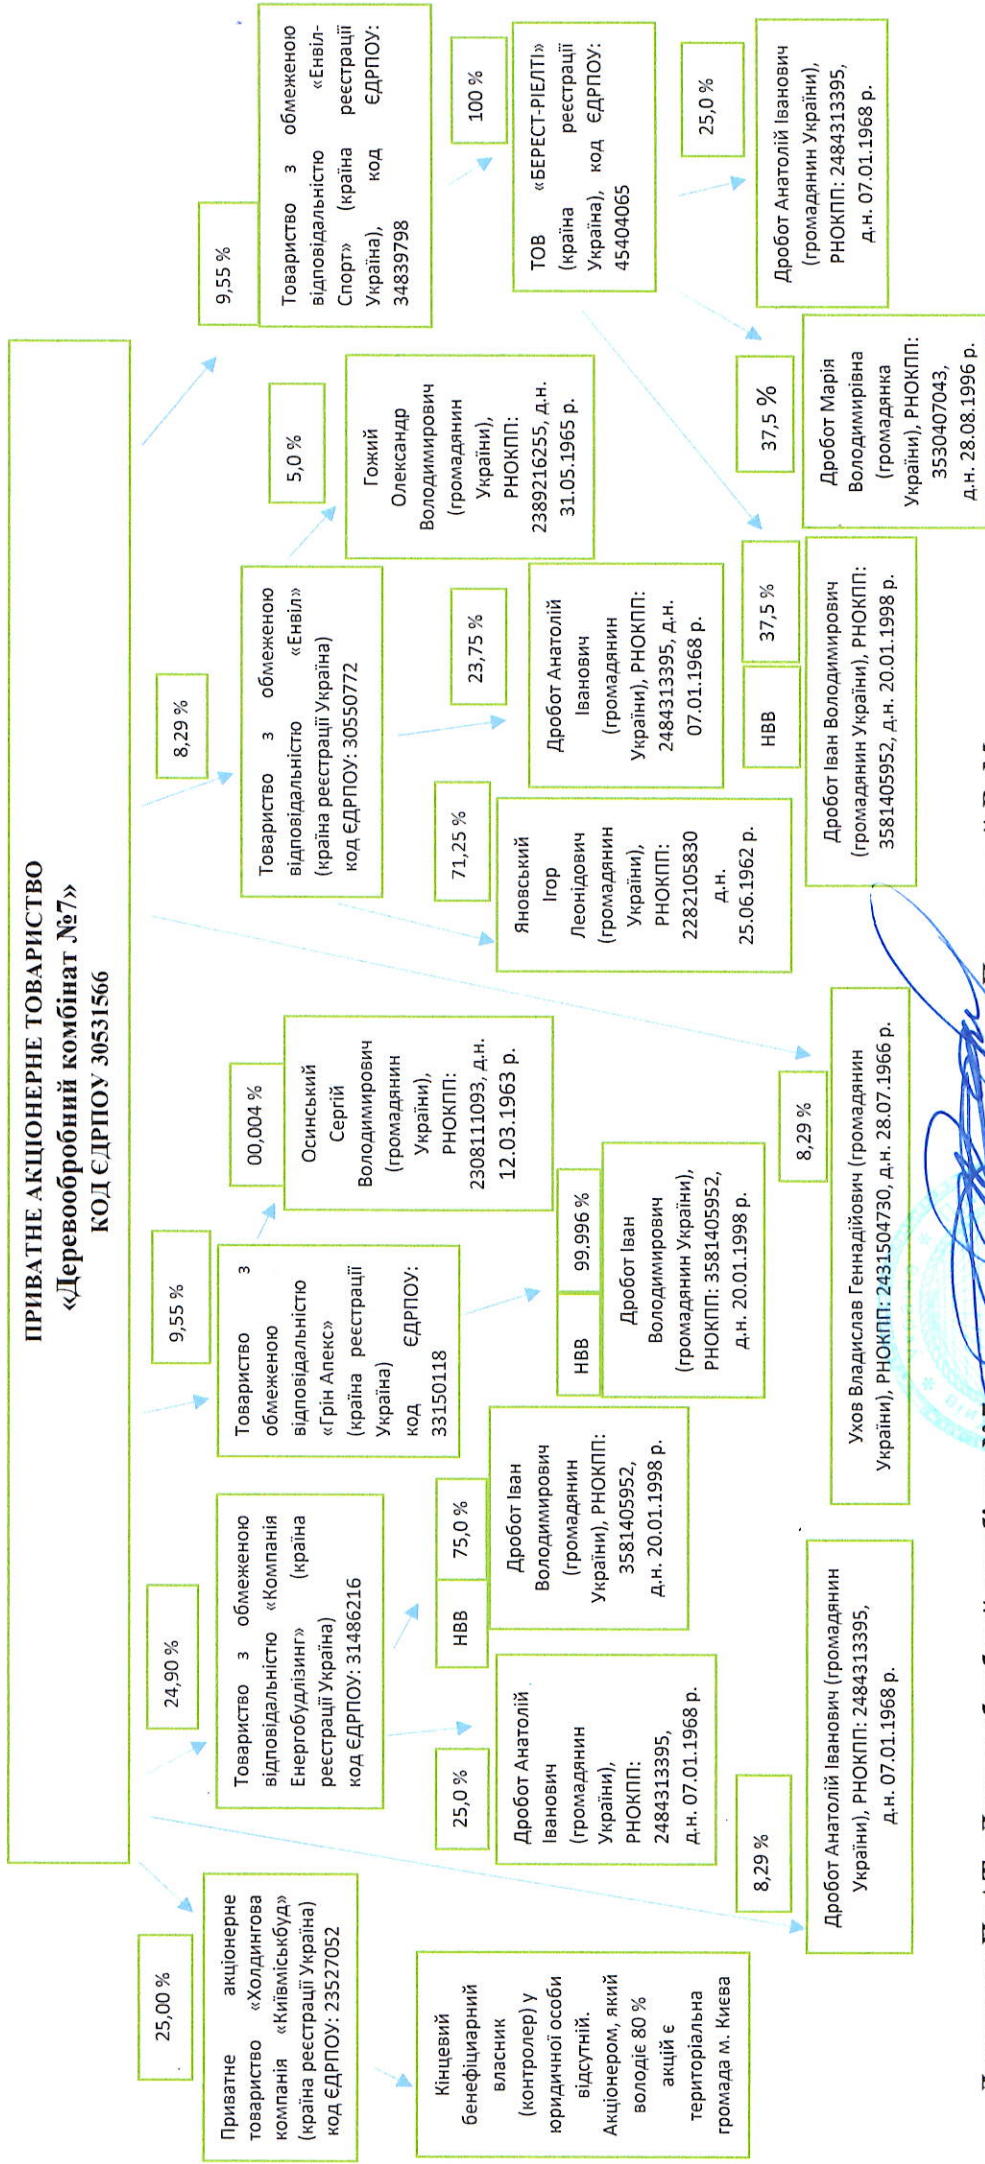 ПРИВАТНЕ АКЦІОНЕРНЕ ТОВАРИСТВО
«Деревообробний комбінат №7»
КОД ЄДРПОУ 30531566
25,00 %
Приватне акціонерне
товариство «Холдингова
компанія «Київміськбуд»
(країна реєстрації Україна)
код ЄДРПОУ: 23527052
Кінцевий
бенефіціарний
власник
(контролер) у
юридичної особи
відсутній.
Акціонером, який
володіє 80 %
акцій є
територіальна
громада м. Києва
24,90 %
Товариство з обмеженою
відповідальністю «Компанія
Енергобудлізинг» (країна
реєстрації Україна)
код ЄДРПОУ: 31486216
25,0 %
Дробот Анатолій
Іванович
(громадянин
України),
РНОКПП:
2484313395,
д.н. 07.01.1968 р.
НВВ
75,0 %
Дробот Іван
Володимирович
(громадянин
України), РНОКПП:
3581405952,
д.н. 20.01.1998 р.
8,29 %
Дробот Анатолій Іванович (громадянин
України), РНОКПП: 2484313395,
д.н. 07.01.1968 р.
9,55 %
Товариство з
обмеженою
відповідальністю
«Грін Апекс»
(країна реєстрації
Україна)
код ЄДРПОУ:
33150118
00,004 %
Осинський
Сергій
Володимирович
(громадянин
України),
РНОКПП:
2308111093, д.н.
12.03.1963 р.
НВВ
99,996 %
Дробот Іван
Володимирович
(громадянин України),
РНОКПП: 3581405952,
д.н. 20.01.1998 р.
8,29 %
Ухов Владислав Геннадійович (громадянин
України), РНОКПП: 2431504730, д.н. 28.07.1966 р.
8,29 %
Товариство з обмеженою
відповідальністю «Енвіл»
(країна реєстрації Україна)
код ЄДРПОУ: 30550772
71,25 %
Яновський
Ігор
Леонідович
(громадянин
України),
РНОКПП:
2282105830
д.н.
25.06.1962 р.
23,75 %
Дробот Анатолій
Іванович
(громадянин
України), РНОКПП:
2484313395, д.н.
07.01.1968 р.
5,0 %
Гожий
Олександр
Володимирович
(громадянин
України),
РНОКПП:
2389216255, д.н.
31.05.1965 р.
9,55 %
Товариство з обмеженою
відповідальністю «Енвіл-
Спорт» (країна реєстрації
Україна), код ЄДРПОУ:
34839798
100 %
ТОВ «БЕРЕСТ-РІЕЛТІ»
(країна реєстрації
Україна), код ЄДРПОУ:
45404065
НВВ
37,5 %
Дробот Іван Володимирович
(громадянин України), РНОКПП:
3581405952, д.н. 20.01.1998 р.
37,5 %
Дробот Марія
Володимирівна
(громадянка
України), РНОКПП:
3530407043,
д.н. 28.08.1996 р.
25,0 %
Дробот Анатолій Іванович
(громадянин України),
РНОКПП: 2484313395,
д.н. 07.01.1968 р.